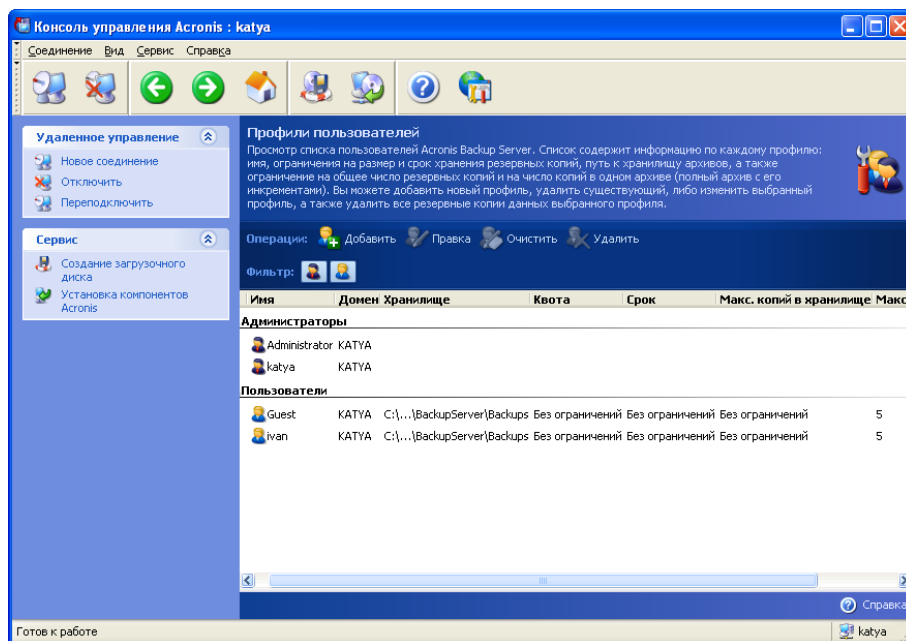 Консоль управления Acronis : katya
Соединение Вид Сервис Справка
Удаленное управление
Новое соединение
Отключить
Переподключить
Сервис
Создание загрузочного
диска
Установка компонентов
Acronis
Профили пользователей
Просмотр списка пользователей Acronis Backup Server. Список содержит информацию по каждому профилю:
имя, ограничения на размер и срок хранения резервных копий, путь к хранилищу архивов, а также
ограничение на общее число резервных копий и на число копий в одном архиве (полный архив с его
инкрементами). Вы можете добавить новый профиль, удалить существующий, либо изменить выбранный
профиль, а также удалить все резервные копии данных выбранного профиля.
Операции: Добавить Правка Очистить Удалить
Фильтр:
Имя Домен Хранилище Квота Срок Макс. копий в хранилище Макс
Администраторы
Administrator KATYA
katya KATYA
Пользователи
Guest KATYA C:\...\BackupServer\Backups Без ограничений Без ограничений Без ограничений 5
ivan KATYA C:\...\BackupServer\Backups Без ограничений Без ограничений Без ограничений 5
Справка
Готов к работе katya